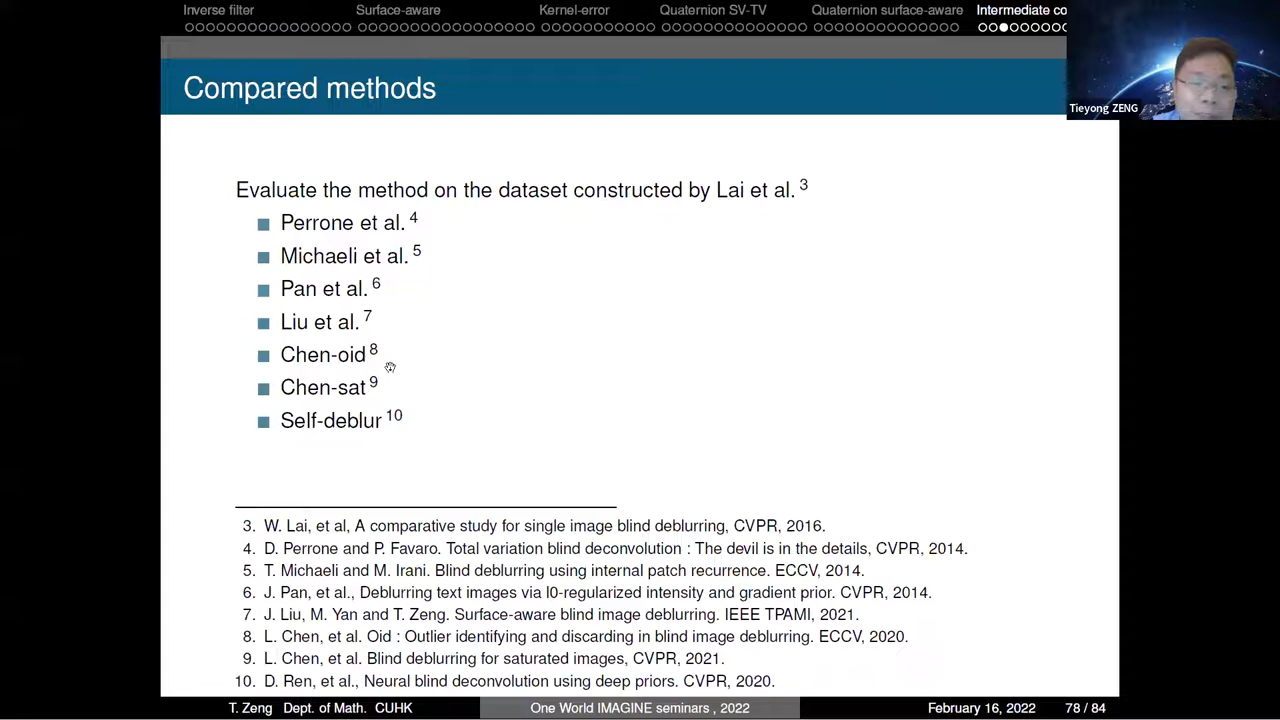 Inverse filter Surface-aware Kernel-error Quaternion SV-TV Quaternion surface-aware Intermediate co
Tieyong ZENG
Compared methods
Evaluate the method on the dataset constructed by Lai et al. 3
Perrone et al. 4
Michaeli et al. 5
Pan et al. 6
Liu et al. 7
Chen-oid 8
Chen-sat 9
Self-deblur 10
3. W. Lai, et al, A comparative study for single image blind deblurring, CVPR, 2016.
4. D. Perrone and P. Favaro. Total variation blind deconvolution : The devil is in the details, CVPR, 2014.
5. T. Michaeli and M. Irani. Blind deblurring using internal patch recurrence. ECCV, 2014.
6. J. Pan, et al., Deblurring text images via l0-regularized intensity and gradient prior. CVPR, 2014.
7. J. Liu, M. Yan and T. Zeng. Surface-aware blind image deblurring. IEEE TPAMI, 2021.
8. L. Chen, et al. Oid : Outlier identifying and discarding in blind image deblurring. ECCV, 2020.
9. L. Chen, et al. Blind deblurring for saturated images, CVPR, 2021.
10. D. Ren, et al., Neural blind deconvolution using deep priors. CVPR, 2020.
T. Zeng Dept. of Math. CUHK One World IMAGINE seminars , 2022 February 16, 2022 78 / 84